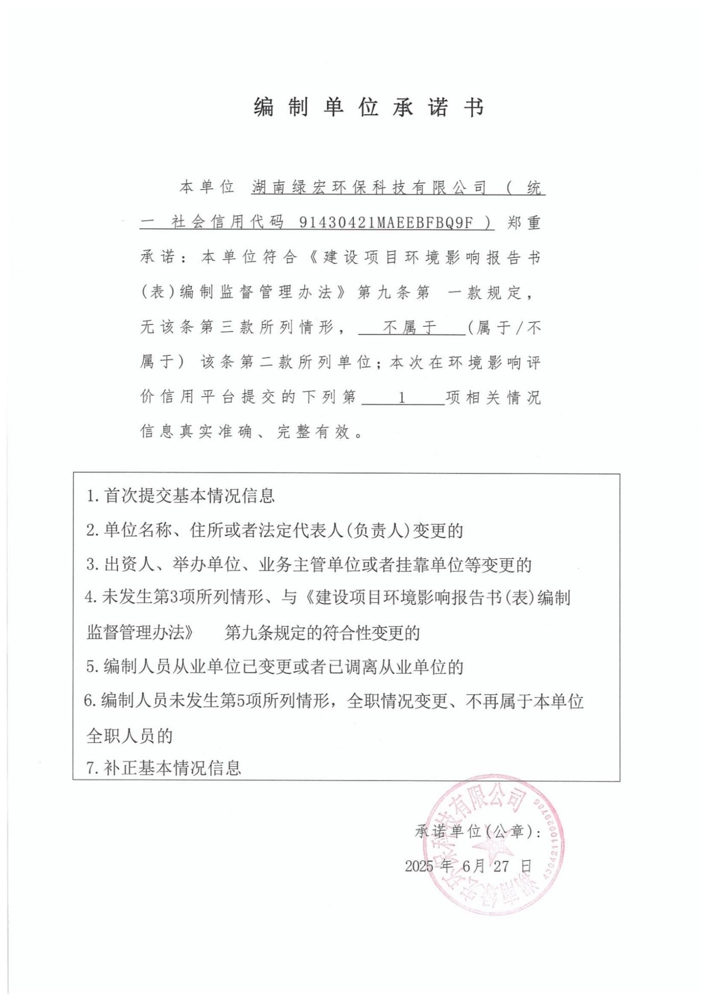 编制单位承诺书
本单位 湖南绿宏环保科技有限公司（统
一 社会信用代码 91430421MAEEBFBQ9F）郑重
承诺：本单位符合《建设项目环境影响报告书
(表)编制监督管理办法》第九条第 一款规定，
无该条第三款所列情形， 不属于 (属于/不
属于) 该条第二款所列单位；本次在环境影响评
价信用平台提交的下列第 1 项相关情况
信息真实准确、完整有效。
1.首次提交基本情况信息
2.单位名称、住所或者法定代表人(负责人)变更的
3.出资人、举办单位、业务主管单位或者挂靠单位等变更的
4.未发生第3项所列情形、与《建设项目环境影响报告书(表)编制
监督管理办法》 第九条规定的符合性变更的
5.编制人员从业单位已变更或者已调离从业单位的
6.编制人员未发生第5项所列情形，全职情况变更、不再属于本单位
全职人员的
7.补正基本情况信息
承诺单位(公章)：
2025 年 6月 27 日
湖南绿宏环保科技有限公司
43042110029786